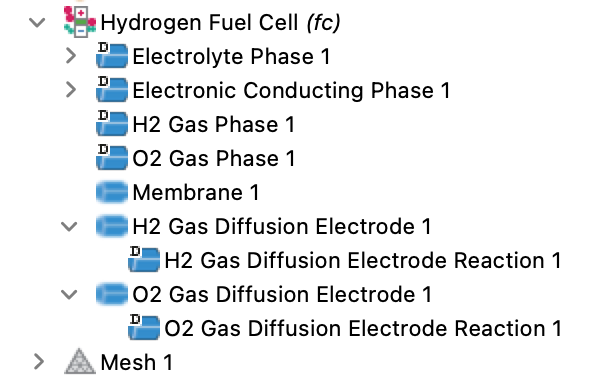 Hydrogen Fuel Cell (fc)
D Electrolyte Phase 1
D Electronic Conducting Phase 1
D H2 Gas Phase 1
D O2 Gas Phase 1
Membrane 1
H2 Gas Diffusion Electrode 1
D H2 Gas Diffusion Electrode Reaction 1
O2 Gas Diffusion Electrode 1
D O2 Gas Diffusion Electrode Reaction 1
Mesh 1